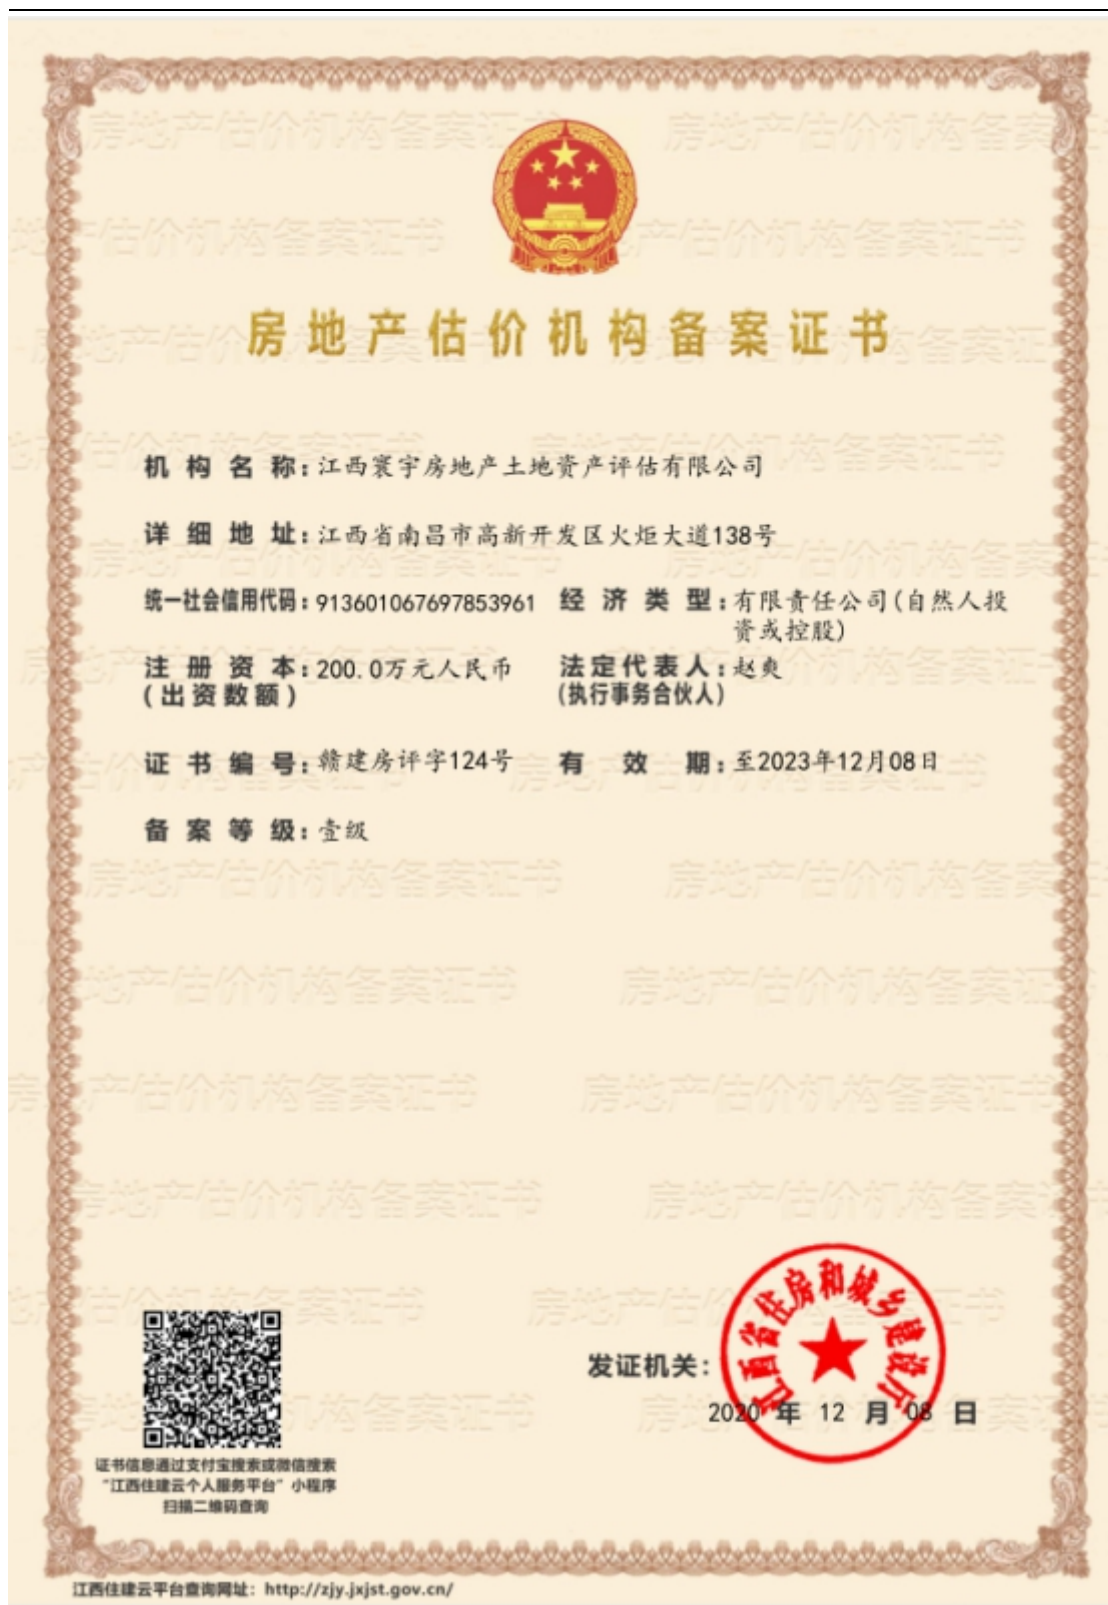 房地产估价机构备案证书
机构名称:江西寰宇房地产土地资产评估有限公司
详细地址:江西省南昌市高新开发区火炬大道138号
统一社会信用代码:913601067697853961 经济类型:有限责任公司(自然人投
资或控股)
注册资本:200.0万元人民币 法定代表人:赵爽
(出资数额) (执行事务合伙人)
证书编号:赣建房评字124号 有效期:至2023年12月08日
备案等级:壹级
江西省住房和城乡建设厅
发证机关:
2020 年 12 月 08 日
证书信息通过支付宝搜索或微信搜索
“江西住建云个人服务平台”小程序
扫描二维码查询
江西住建云平台查询网址:http://zjy.jxjst.gov.cn/